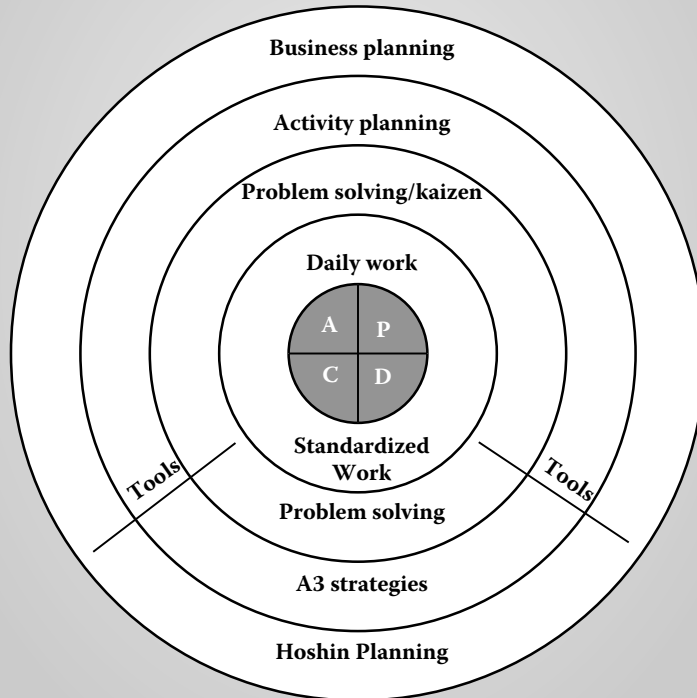 Business planning
Activity planning
Problem solving/kaizen
Daily work
A
P
C
D
Standardized
Work
Tools
Tools
Problem solving
A3 strategies
Hoshin Planning